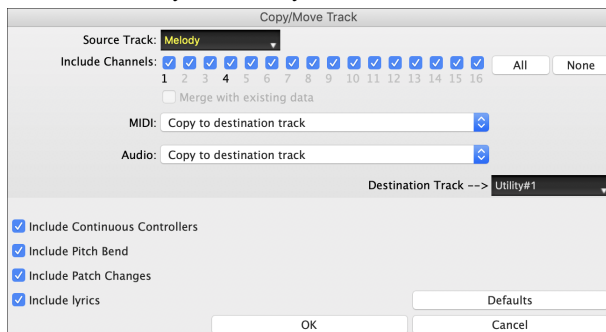 Copy/Move Track
Source Track: Melody
Include Channels: All None
1 2 3 4 5 6 7 8 9 10 11 12 13 14 15 16
Merge with existing data
MIDI: Copy to destination track
Audio: Copy to destination track
Destination Track --> Utility#1
Include Continuous Controllers
Include Pitch Bend
Include Patch Changes
Include lyrics Defaults
OK Cancel